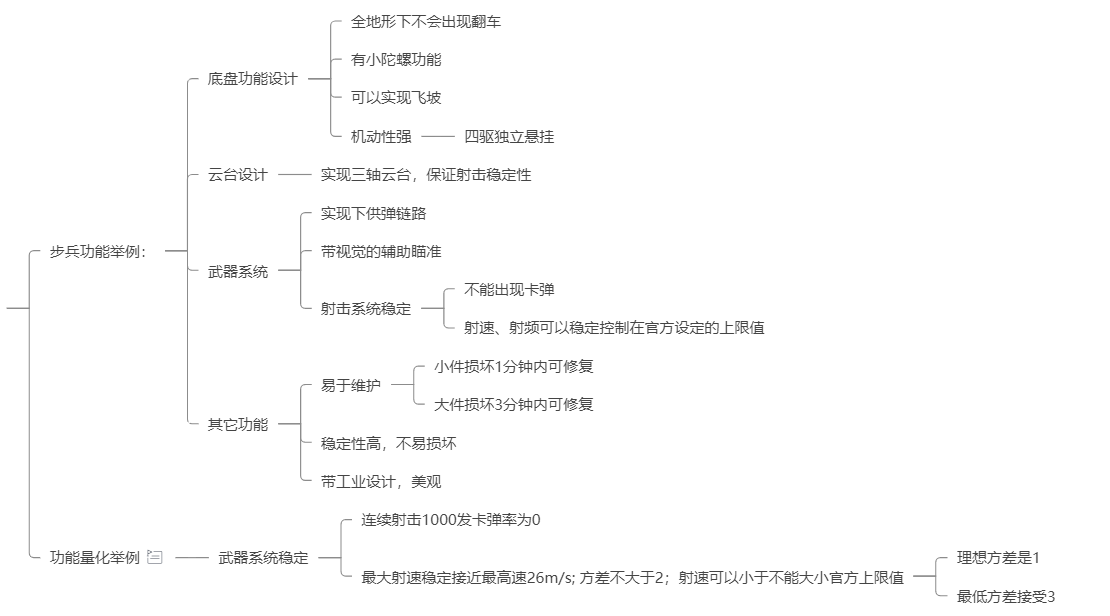 步兵功能举例：
底盘功能设计
全地形下不会出现翻车
有小陀螺功能
可以实现飞坡
机动性强
四驱独立悬挂
云台设计
实现三轴云台，保证射击稳定性
武器系统
实现下供弹链路
带视觉的辅助瞄准
射击系统稳定
不能出现卡弹
射速、射频可以稳定控制在官方设定的上限值
其它功能
易于维护
小件损坏1分钟内可修复
大件损坏3分钟内可修复
稳定性高，不易损坏
带工业设计，美观
功能量化举例
武器系统稳定
连续射击1000发卡弹率为0
最大射速稳定接近最高速26m/s; 方差不大于2；射速可以小于不能大小官方上限值
理想方差是1
最低方差接受3